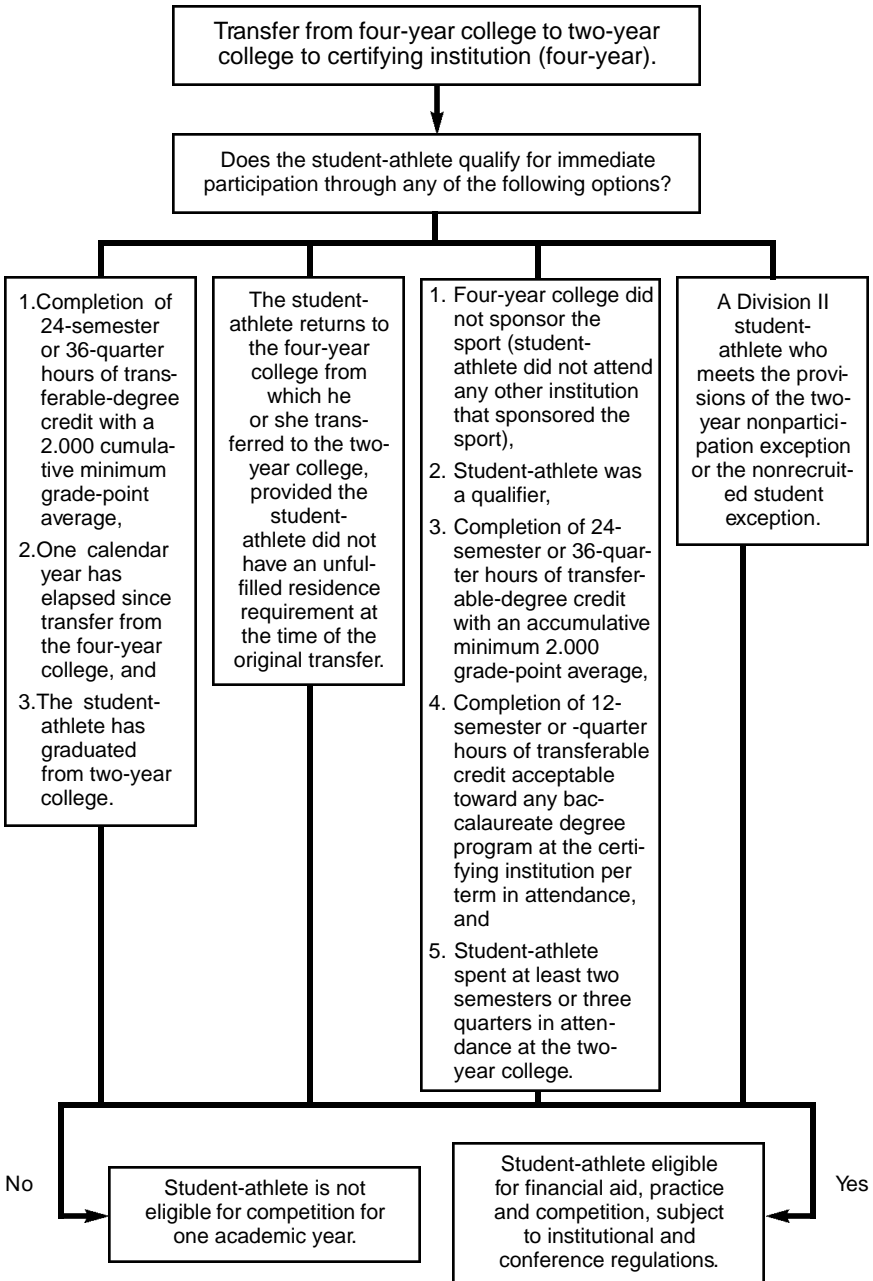 Transfer from four-year college to two-year
college to certifying institution (four-year).
Does the student-athlete qualify for immediate
participation through any of the following options?
1.Completion of
24-semester
or 36-quarter
hours of trans-
ferable-degree
credit with a
2.000 cumula-
tive minimum
grade-point
average,
2.One calendar
year has
elapsed since
transfer from
the four-year
college, and
3.The student-
athlete has
graduated
from two-year
college.
The student-
athlete returns to
the four-year
college from
which he
or she trans-
ferred to the two-
year college,
provided the
student-
athlete did not
have an unful-
filled residence
requirement at
the time of the
original transfer.
1. Four-year college did
not sponsor the
sport (student-
athlete did not attend
any other institution
that sponsored the
sport),
2. Student-athlete was
a qualifier,
3. Completion of 24-
semester or 36-quar-
ter hours of transfer-
able-degree credit
with an accumulative
minimum 2.000
grade-point average,
4. Completion of 12-
semester or -quarter
hours of transferable
credit acceptable
toward any bac-
calaureate degree
program at the certi-
fying institution per
term in attendance,
and
5. Student-athlete
spent at least two
semesters or three
quarters in atten-
dance at the two-
year college.
A Division II
student-
athlete who
meets the provi-
sions of the two-
year nonpartici-
pation exception
or the nonrecruit-
ed student
exception.
No
Student-athlete is not
eligible for competition for
one academic year.
Student-athlete eligible
for financial aid, practice
and competition, subject
to institutional and
conference regulations.
Yes